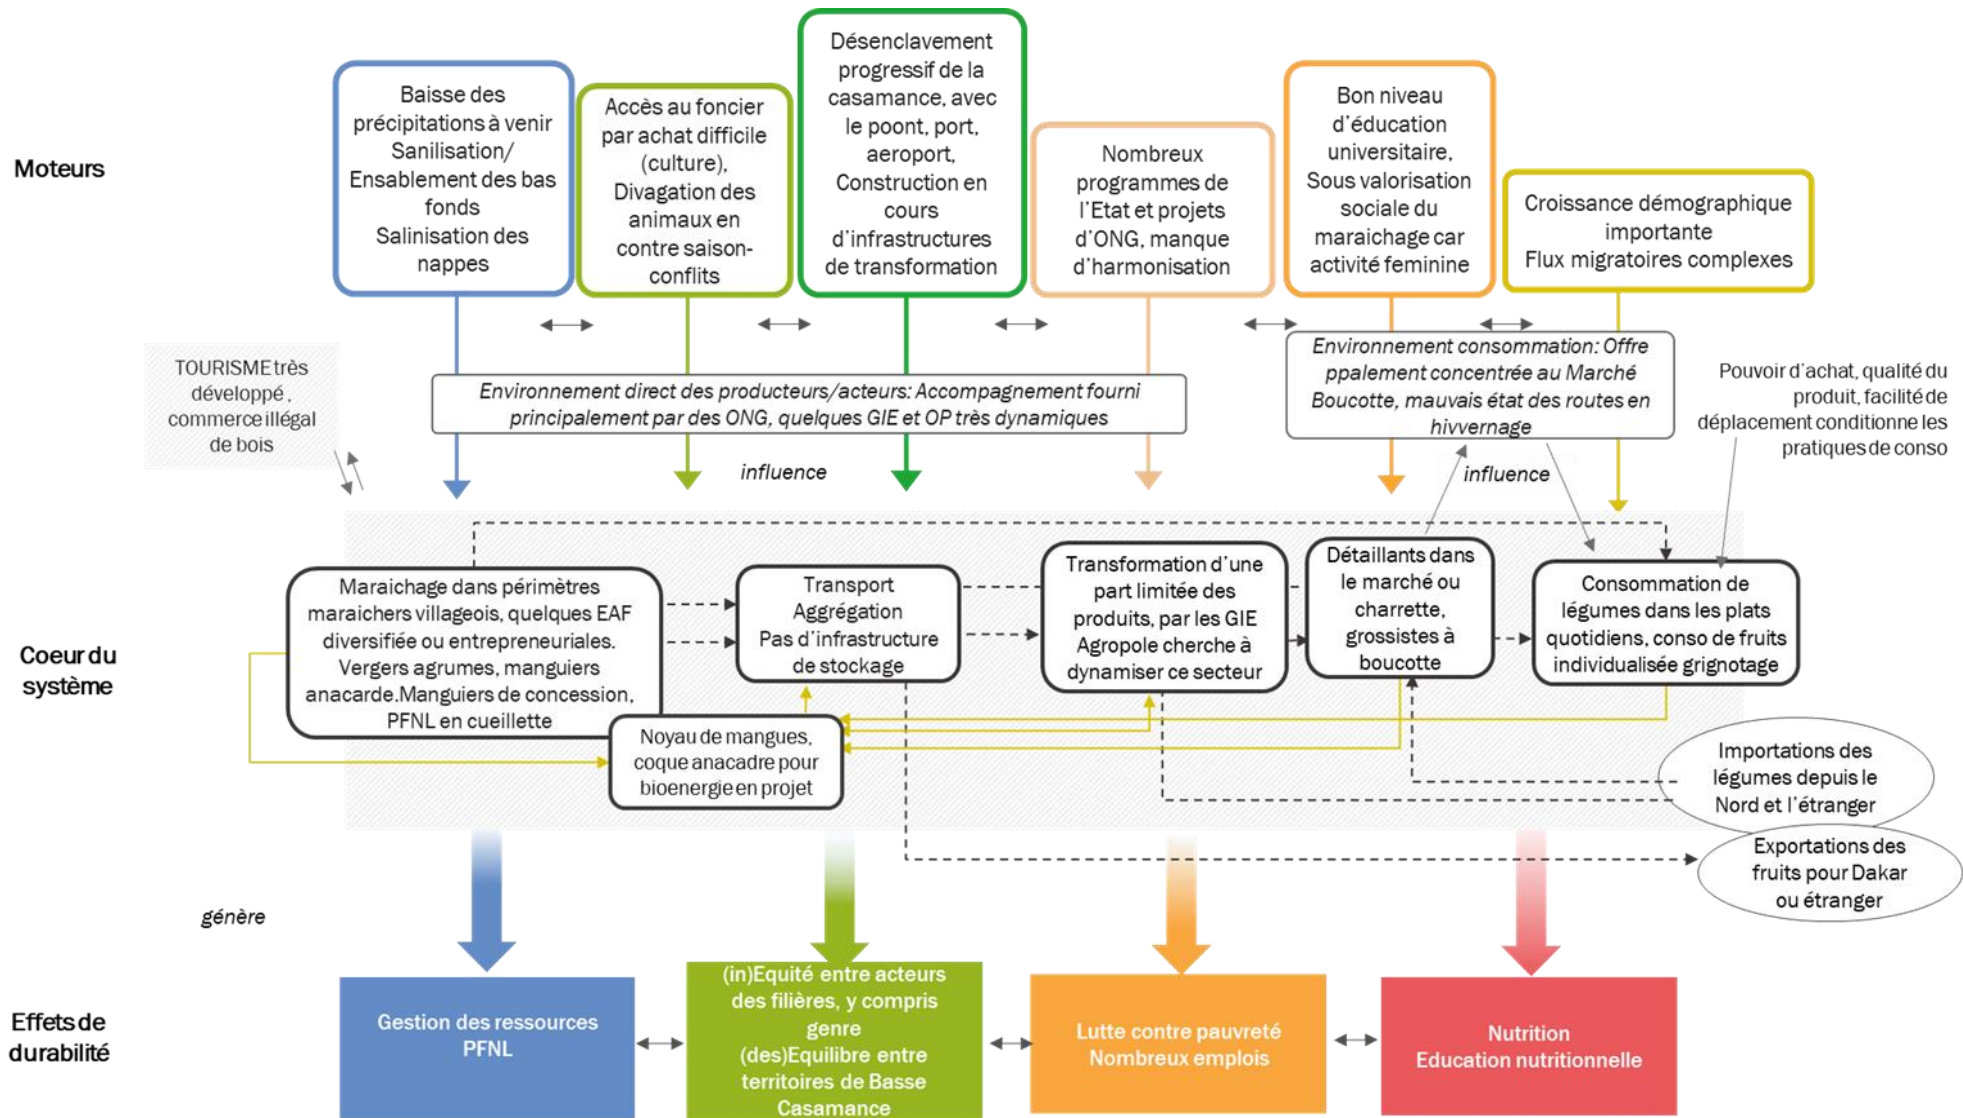 Moteurs
Baisse des
précipitations à venir
Sanilisation/
Ensablement des bas
fonds
Salinisation des
nappes
Accès au foncier
par achat difficile
(culture),
Divagation des
animaux en
contre saison-
conflits
Désenclavement
progressif de la
casamance, avec
le poont, port,
aeroport,
Construction en
cours
d'infrastructures
de transformation
Nombreux
programmes de
l'Etat et projets
d'ONG, manque
d'harmonisation
Bon niveau
d'éducation
universitaire,
Sous valorisation
sociale du
maraichage car
activité feminine
Croissance démographique
importante
Flux migratoires complexes
TOURISME très
développé ,
commerce illégal
de bois
Environnement direct des producteurs/acteurs: Accompagnement fourni
principalement par des ONG, quelques GIE et OP très dynamiques
Environnement consommation: Offre
ppalement concentrée au Marché
Boucotte, mauvais état des routes en
hivvernage
Pouvoir d'achat, qualité du
produit, facilité de
déplacement conditionne les
pratiques de conso
influence
influence
Coeur du
système
Maraichage dans périmètres
maraichers villageois, quelques EAF
diversifiée ou entrepreneuriales.
Vergers agrumes, manguiers
anacarde.Manguiers de concession,
PFNL en cueillette
Transport
Aggrégation
Pas d'infrastructure
de stockage
Transformation d'une
part limitée des
produits, par les GIE
Agropole cherche à
dynamiser ce secteur
Détaillants dans
le marché ou
charrette,
grossistes à
boucotte
Consommation de
légumes dans les plats
quotidiens, conso de fruits
individualisée grignotage
Noyau de mangues,
coque anacadre pour
bioenergie en projet
Importations des
légumes depuis le
Nord et l'étranger
Exportations des
fruits pour Dakar
ou étranger
génère
Effets de
durabilité
Gestion des ressources
PFNL
(in)Equité entre acteurs
des filières, y compris
genre
(des)Equilibre entre
territoires de Basse
Casamance
Lutte contre pauvreté
Nombreux emplois
Nutrition
Education nutritionnelle